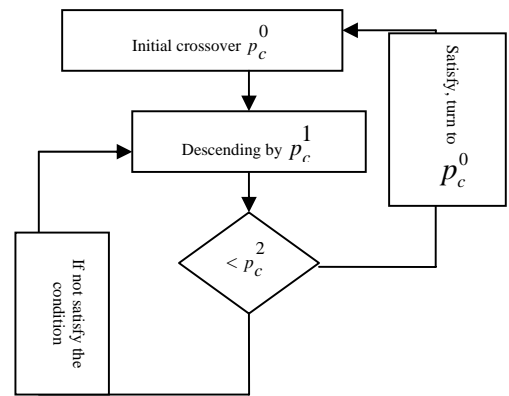 Initial crossover p_c^0
Descending by p_c^1
< p_c^2
Satisfy, turn to
p_c^0
If not satisfy the
condition